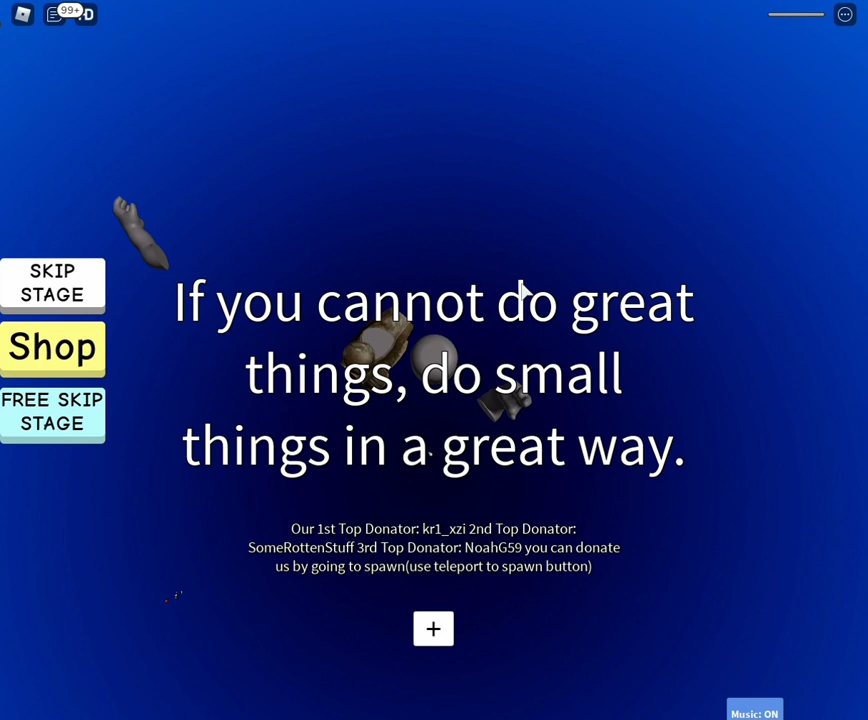 99+
SKIP
STAGE
Shop
FREE SKIP
STAGE
If you cannot do great
things, do small
things in a great way.
Our 1st Top Donator: kr1_xzi 2nd Top Donator:
SomeRottenStuff 3rd Top Donator: NoahG59 you can donate
us by going to spawn(use teleport to spawn button)
+
Music: ON